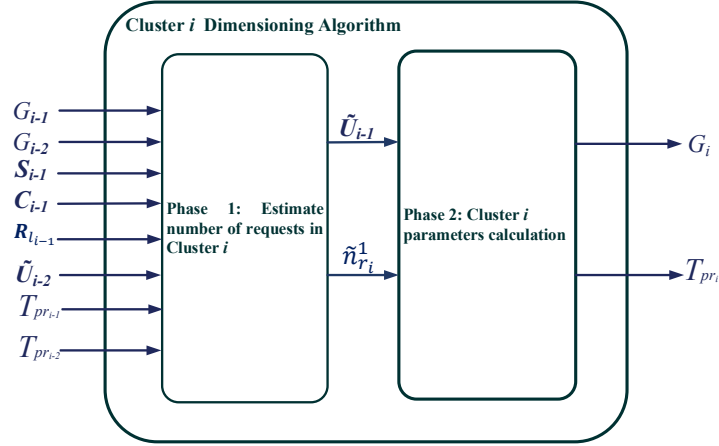 Cluster i Dimensioning Algorithm
G_{i-1}
G_{i-2}
S_{i-1}
C_{i-1}
R_{l_{i-1}}
Ũ_{i-2}
T_{pr_{i-1}}
T_{pr_{i-2}}
Phase 1: Estimate
number of requests in
Cluster i
Ũ_{i-1}
ñ_{r_i}^1
Phase 2: Cluster i
parameters calculation
G_i
T_{pr_i}